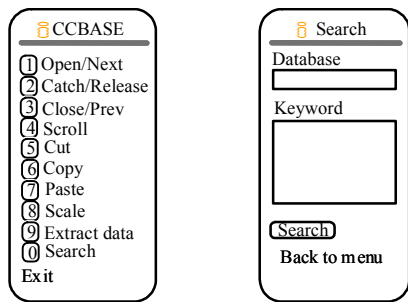 CCBASE
1 Open/Next
2 Catch/Release
3 Close/Prev
4 Scroll
5 Cut
6 Copy
7 Paste
8 Scale
9 Extract data
0 Search
Exit
Search
Database
Keyword
Search
Back to menu